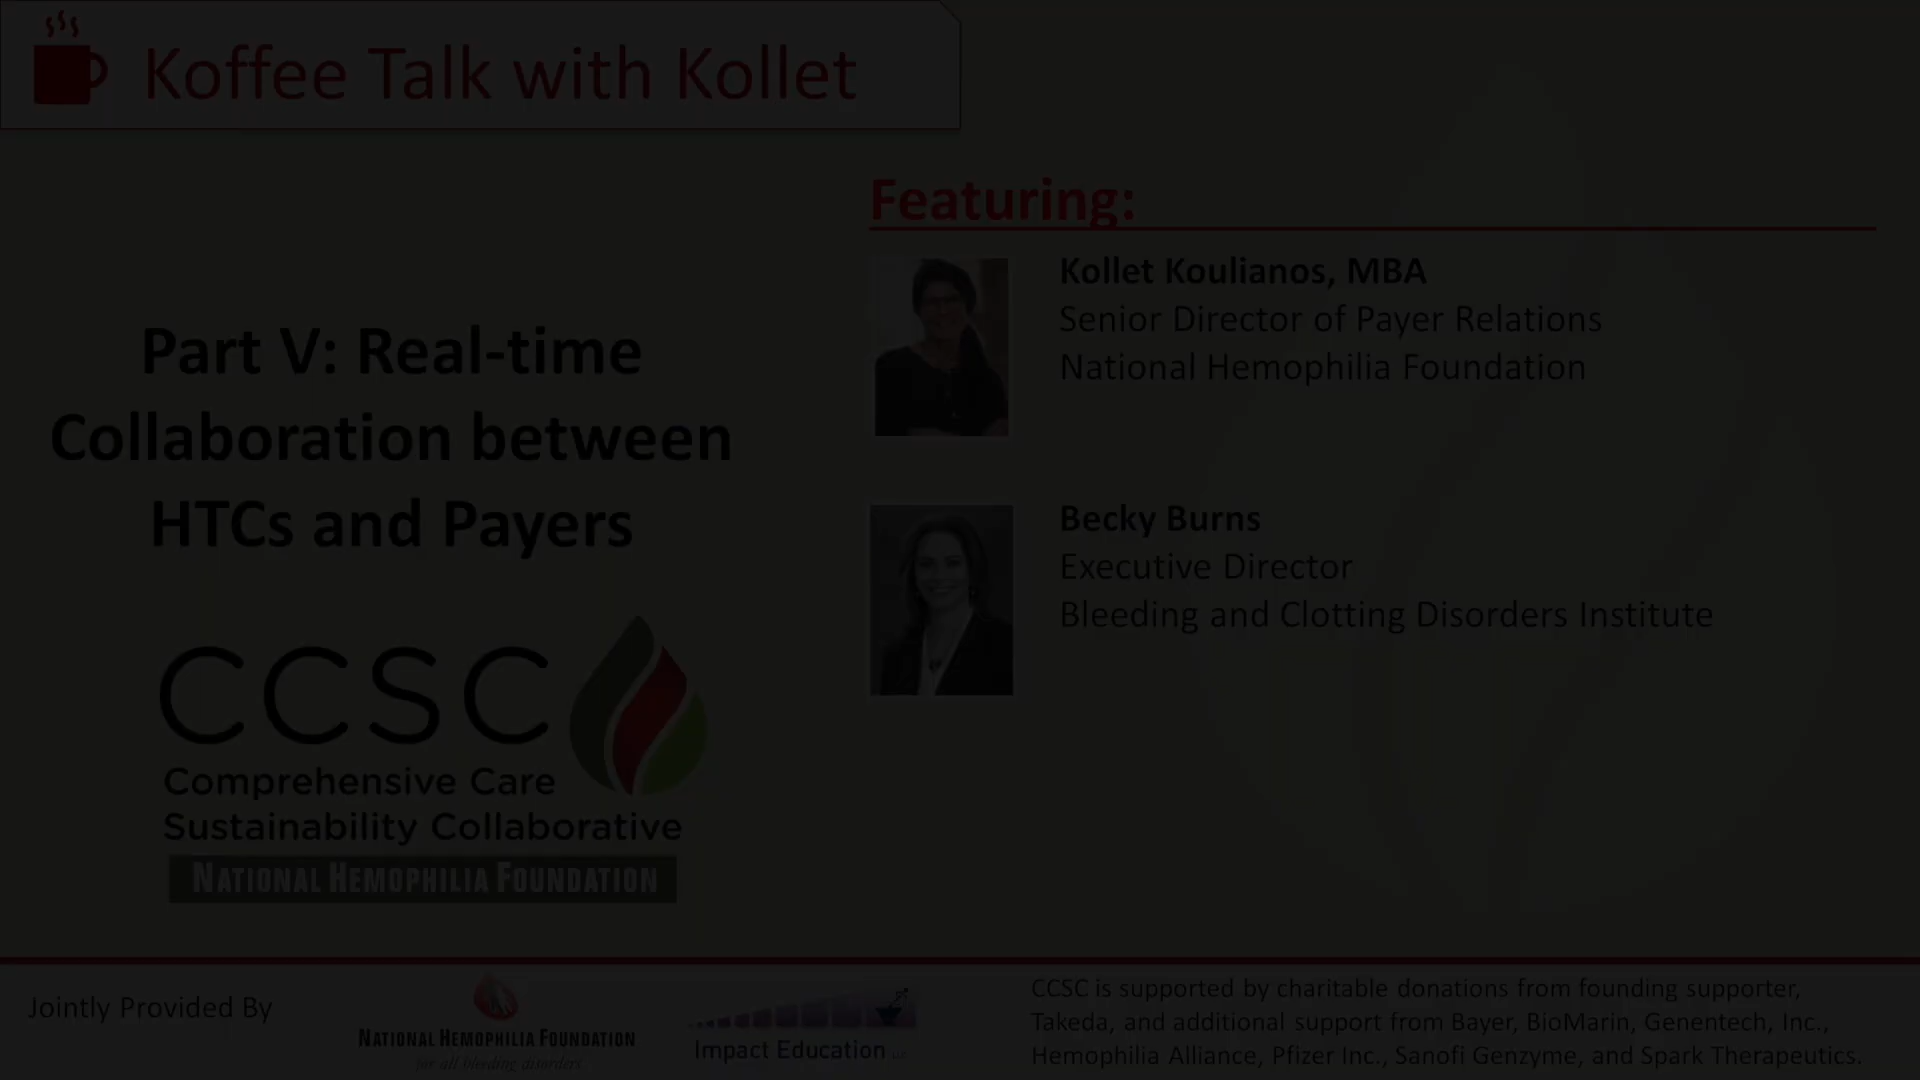 Koffee Talk with Kollet
Featuring:
Kollet Koulianos, MBA
Senior Director of Payer Relations
National Hemophilia Foundation
Part V: Real-time
Collaboration between
HTCs and Payers
Becky Burns
Executive Director
Bleeding and Clotting Disorders Institute
CCSC
Comprehensive Care
Sustainability Collaborative
NATIONAL HEMOPHILIA FOUNDATION
Jointly Provided By
NATIONAL HEMOPHILIA FOUNDATION
for all bleeding disorders
Impact Education LLC
CCSC is supported by charitable donations from founding supporter,
Takeda, and additional support from Bayer, BioMarin, Genentech, Inc.,
Hemophilia Alliance, Pfizer Inc., Sanofi Genzyme, and Spark Therapeutics.